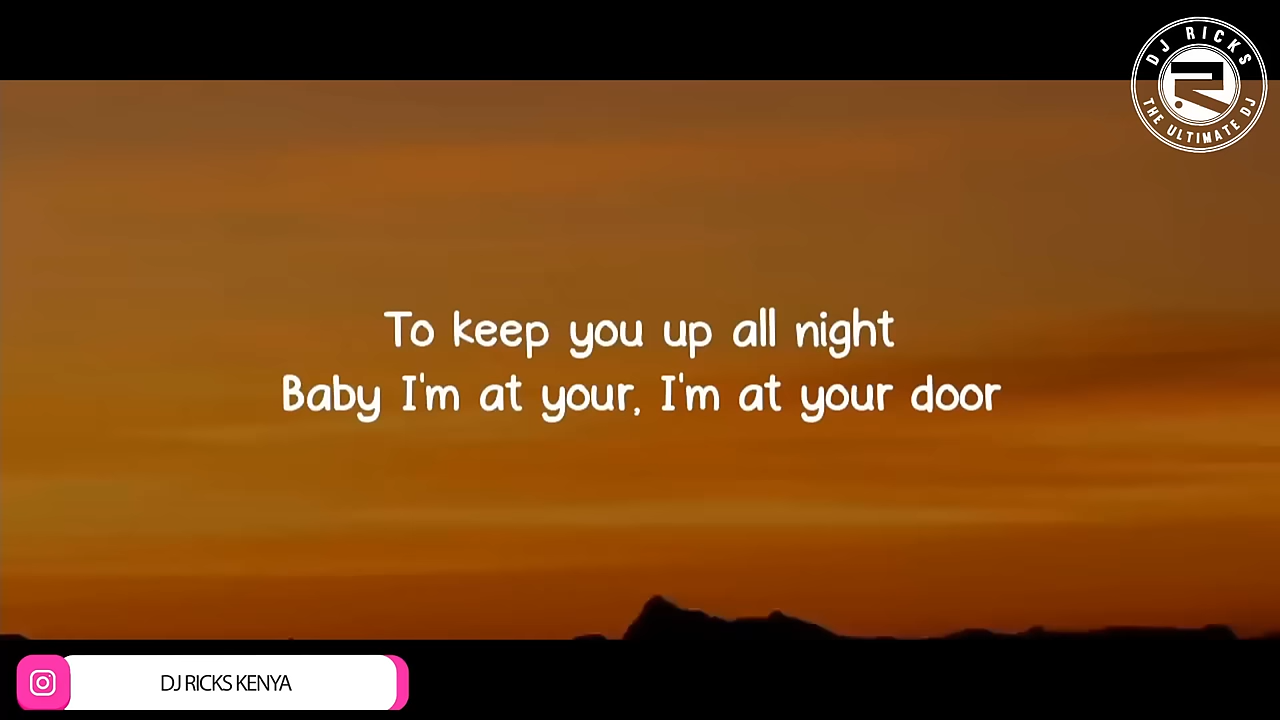 DJ RICKS
THE ULTIMATE DJ
To keep you up all night
Baby I'm at your, I'm at your door
DJ RICKS KENYA